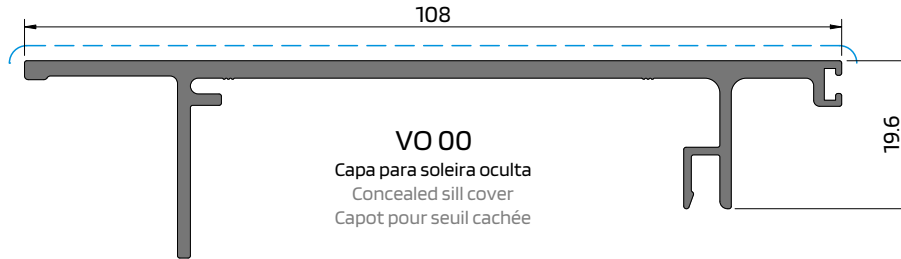 108
19.6
VO 00
Capa para soleira oculta
Concealed sill cover
Capot pour seuil cachée